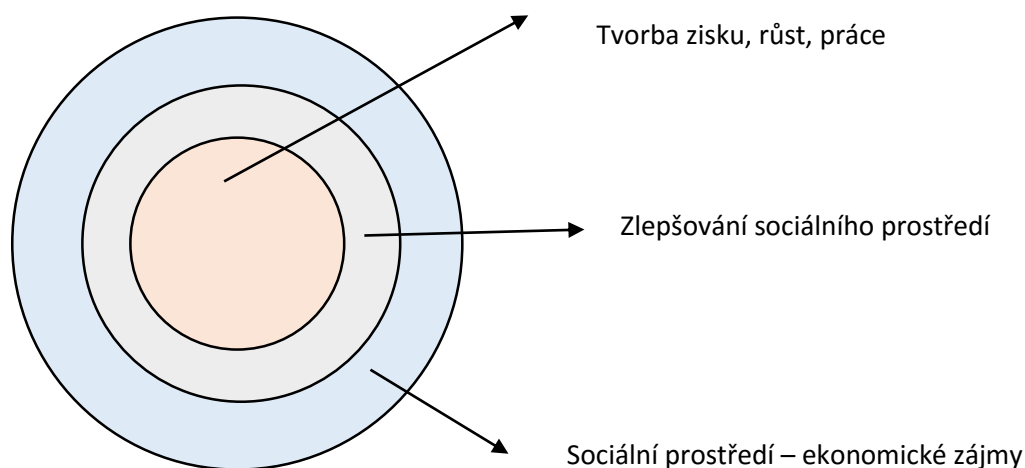 Tvorba zisku, růst, práce
Zlepšování sociálního prostředí
Sociální prostředí – ekonomické zájmy